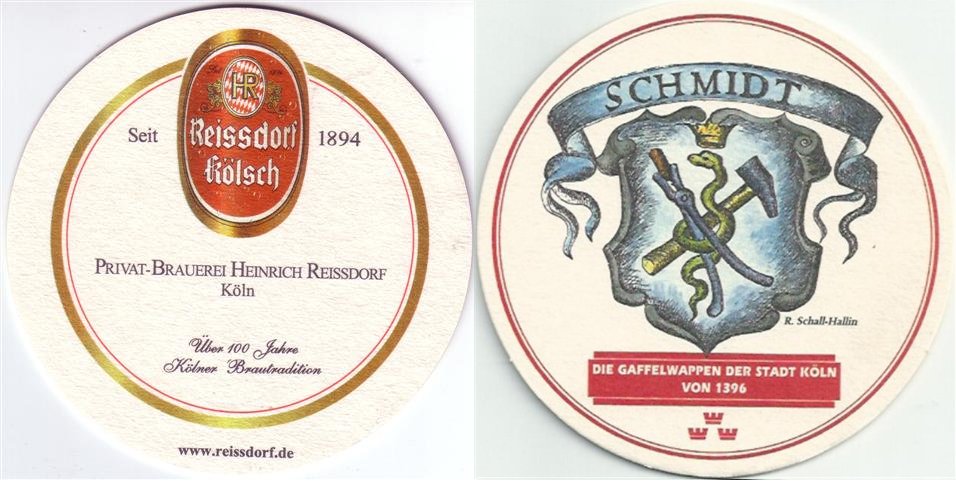 Seit 1894
HR
Reissdorf
Kölsch
PRIVAT-BRAUEREI HEINRICH REISSDORF
Köln
Über 100 Jahre
Kölner Brautradition
www.reissdorf.de
SCHMIDT
R. Schall-Hallin
DIE GAFFELWAPPEN DER STADT KÖLN
VON 1396